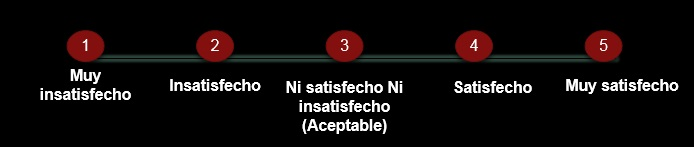 1 2 3 4 5
Muy
insatisfecho
Insatisfecho
Ni satisfecho Ni
insatisfecho
(Aceptable)
Satisfecho
Muy satisfecho